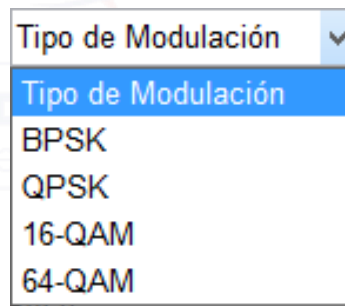 Tipo de Modulación
Tipo de Modulación
BPSK
QPSK
16-QAM
64-QAM